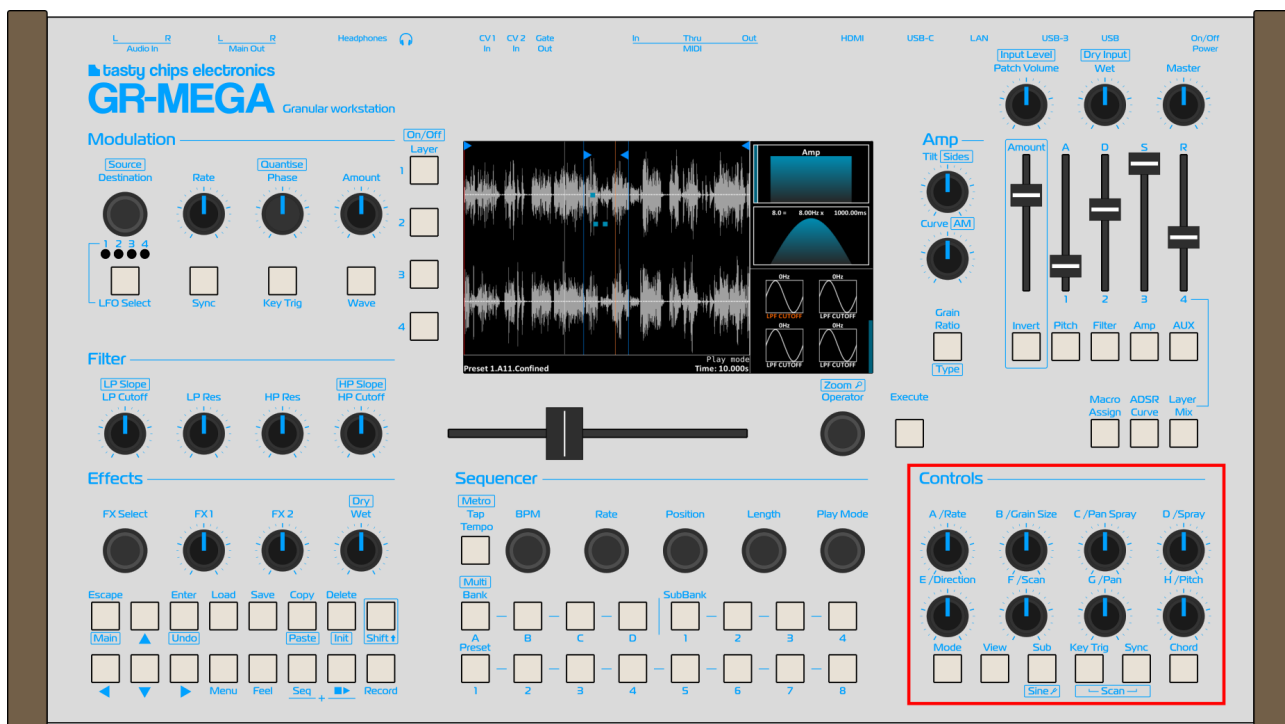 L R L R Headphones CV 1 CV 2 Gate In Thru Out HDMI USB-C LAN USB-3 USB On/Off
Audio In Main Out In In Out MIDI Power
tasty chips electronics
GR-MEGA Granular workstation
Input Level Dry Input
Patch Volume Wet Master
Modulation
On/Off
Layer
Source Quantise
Destination Rate Phase Amount
1
2
3
4
1 2 3 4
LFO Select Sync Key Trig Wave
Amp
8.0 = 8.00Hz x 1000.00ms
0Hz 0Hz
LPF CUTOFF LPF CUTOFF
0Hz 0Hz
LPF CUTOFF LPF CUTOFF
Play mode
Preset 1.A11.Confined Time: 10.000s
Amp
Tilt Sides
Curve AM
Amount A D S R
1 2 3 4
Grain
Ratio
Type
Invert Pitch Filter Amp AUX
Filter
LP Slope HP Slope
LP Cutoff LP Res HP Res HP Cutoff
Zoom
Operator Execute
Macro ADSR Layer
Assign Curve Mix
Effects
Dry
FX Select FX 1 FX 2 Wet
Escape Enter Load Save Copy Delete
Main ▲ Undo Paste Init Shift
◀ ▼ ▶ Menu Feel Seq + ■▶ Record
Sequencer
Metro
Tap
Tempo
BPM Rate Position Length Play Mode
Multi
Bank SubBank
A B C D 1 2 3 4
Preset
1 2 3 4 5 6 7 8
Controls
A /Rate B /Grain Size C /Pan Spray D /Spray
E /Direction F /Scan G /Pan H /Pitch
Mode View Sub Key Trig Sync Chord
Sine Scan